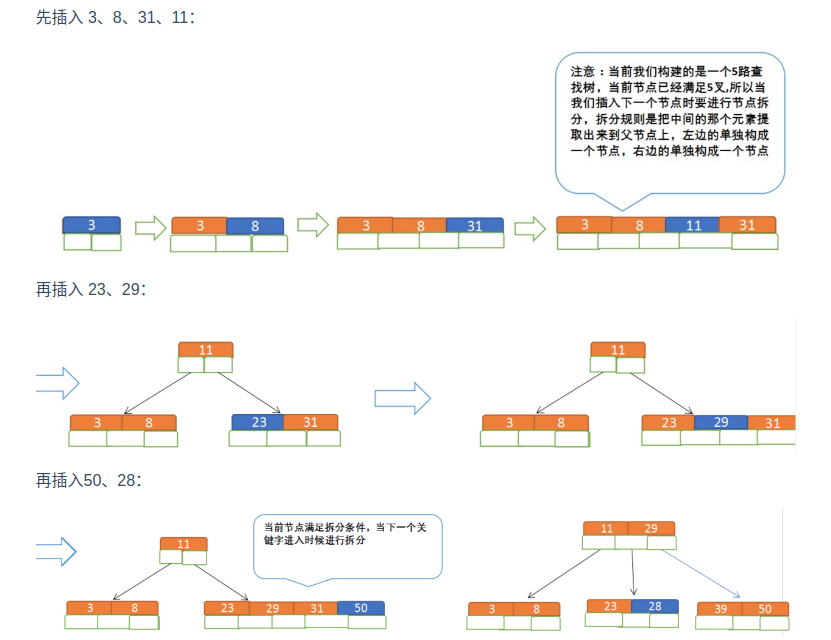 先插入 3、8、31、11：
注意：当前我们构建的是一个5路查
找树，当前节点已经满足5叉,所以当
我们插入下一个节点时要进行节点拆
分，拆分规则是把中间的那个元素提
取出来到父节点上，左边的单独构成
一个节点，右边的单独构成一个节点
3 3 8 3 8 31 3 8 11 31
再插入 23、29：
11 11
3 8 23 31 3 8 23 29 31
再插入50、28：
当前节点满足拆分条件，当下一个关
键字进入时候进行拆分
11 11 29
3 8 23 29 31 50 3 8 23 28 39 50